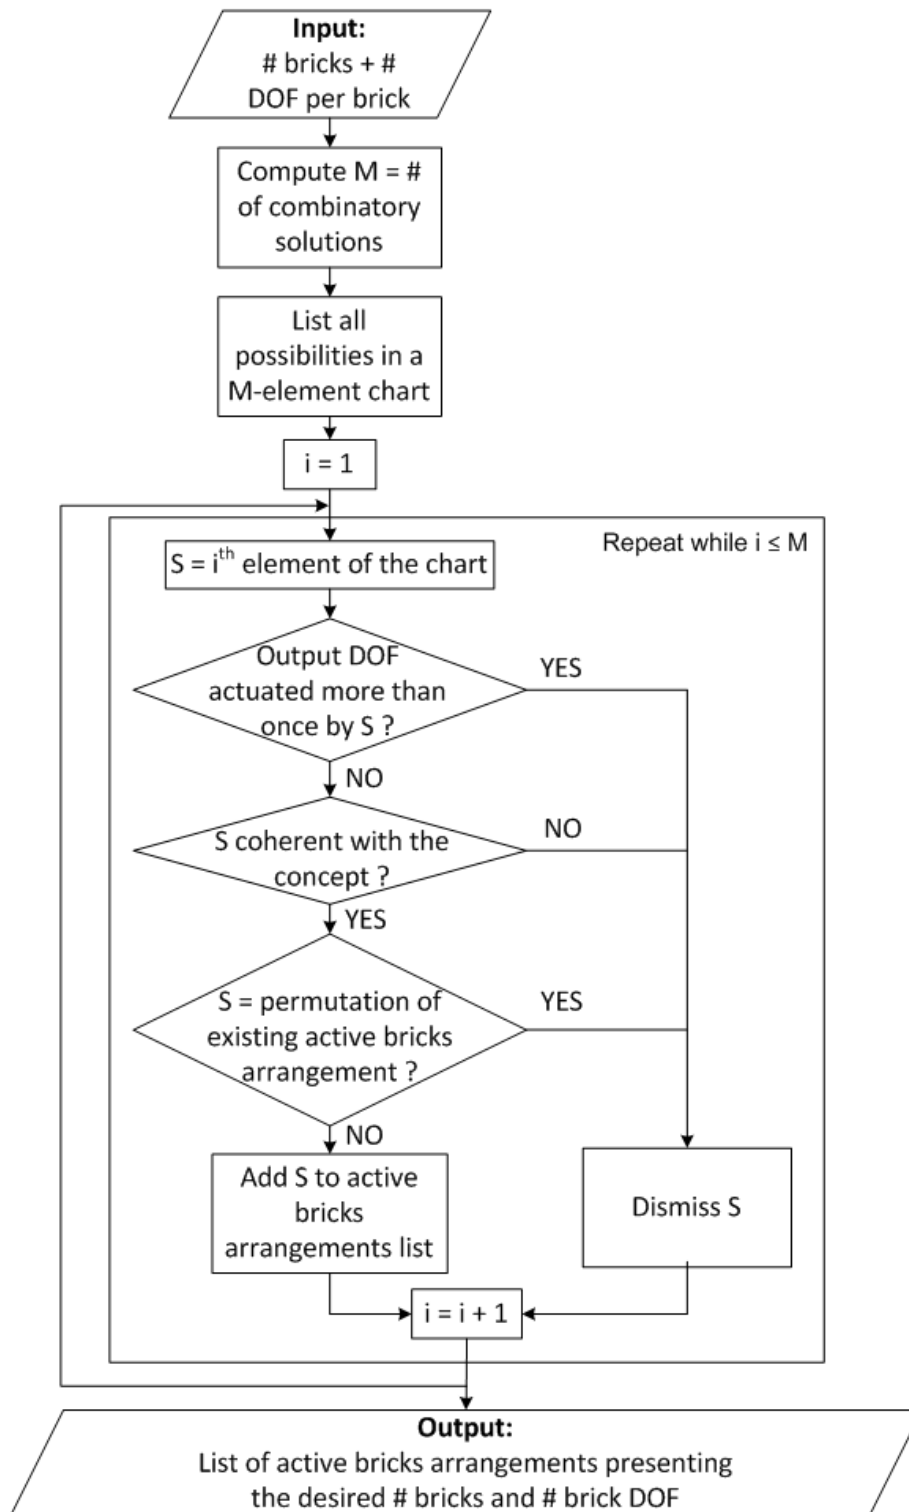 Input:
# bricks + #
DOF per brick
Compute M = #
of combinatory
solutions
List all
possibilities in a
M-element chart
i = 1
Repeat while i ≤ M
S = iᵗʰ element of the chart
Output DOF
actuated more than
once by S ?
YES
NO
S coherent with the
concept ?
NO
YES
S = permutation of
existing active bricks
arrangement ?
YES
NO
Add S to active
bricks
arrangements list
Dismiss S
i = i + 1
Output:
List of active bricks arrangements presenting
the desired # bricks and # brick DOF